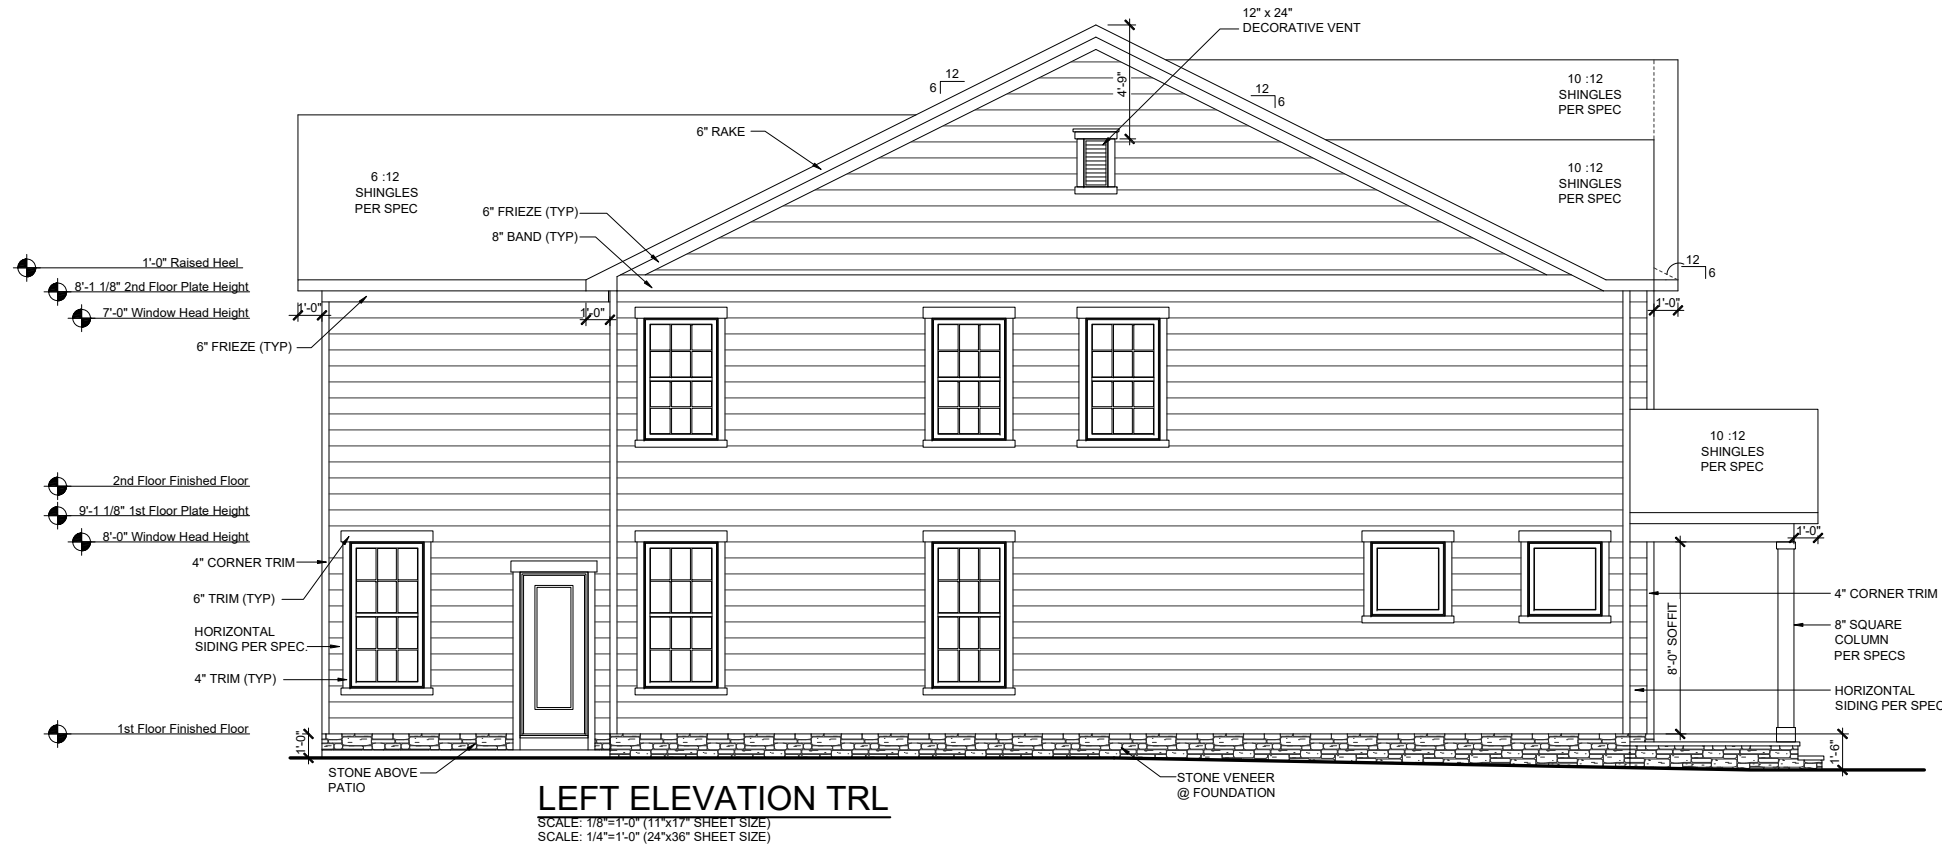 12" x 24"
DECORATIVE VENT
12
6
4'-9"
12
6
10 :12
SHINGLES
PER SPEC
6" RAKE
6 :12
SHINGLES
PER SPEC
10 :12
SHINGLES
PER SPEC
6" FRIEZE (TYP)
8" BAND (TYP)
1'-0" Raised Heel
12
6
8'-1 1/8" 2nd Floor Plate Height
7'-0" Window Head Height
1'-0"
1'-0"
1'-0"
6" FRIEZE (TYP)
10 :12
SHINGLES
PER SPEC
2nd Floor Finished Floor
9'-1 1/8" 1st Floor Plate Height
8'-0" Window Head Height
1'-0"
4" CORNER TRIM
6" TRIM (TYP)
HORIZONTAL
SIDING PER SPEC.
4" TRIM (TYP)
8'-0" SOFFIT
4" CORNER TRIM
8" SQUARE
COLUMN
PER SPECS
HORIZONTAL
SIDING PER SPEC
1st Floor Finished Floor
1'-0"
1'-6"
STONE ABOVE
PATIO
STONE VENEER
@ FOUNDATION
LEFT ELEVATION TRL
SCALE: 1/8"=1'-0" (11"x17" SHEET SIZE)
SCALE: 1/4"=1'-0" (24"x36" SHEET SIZE)